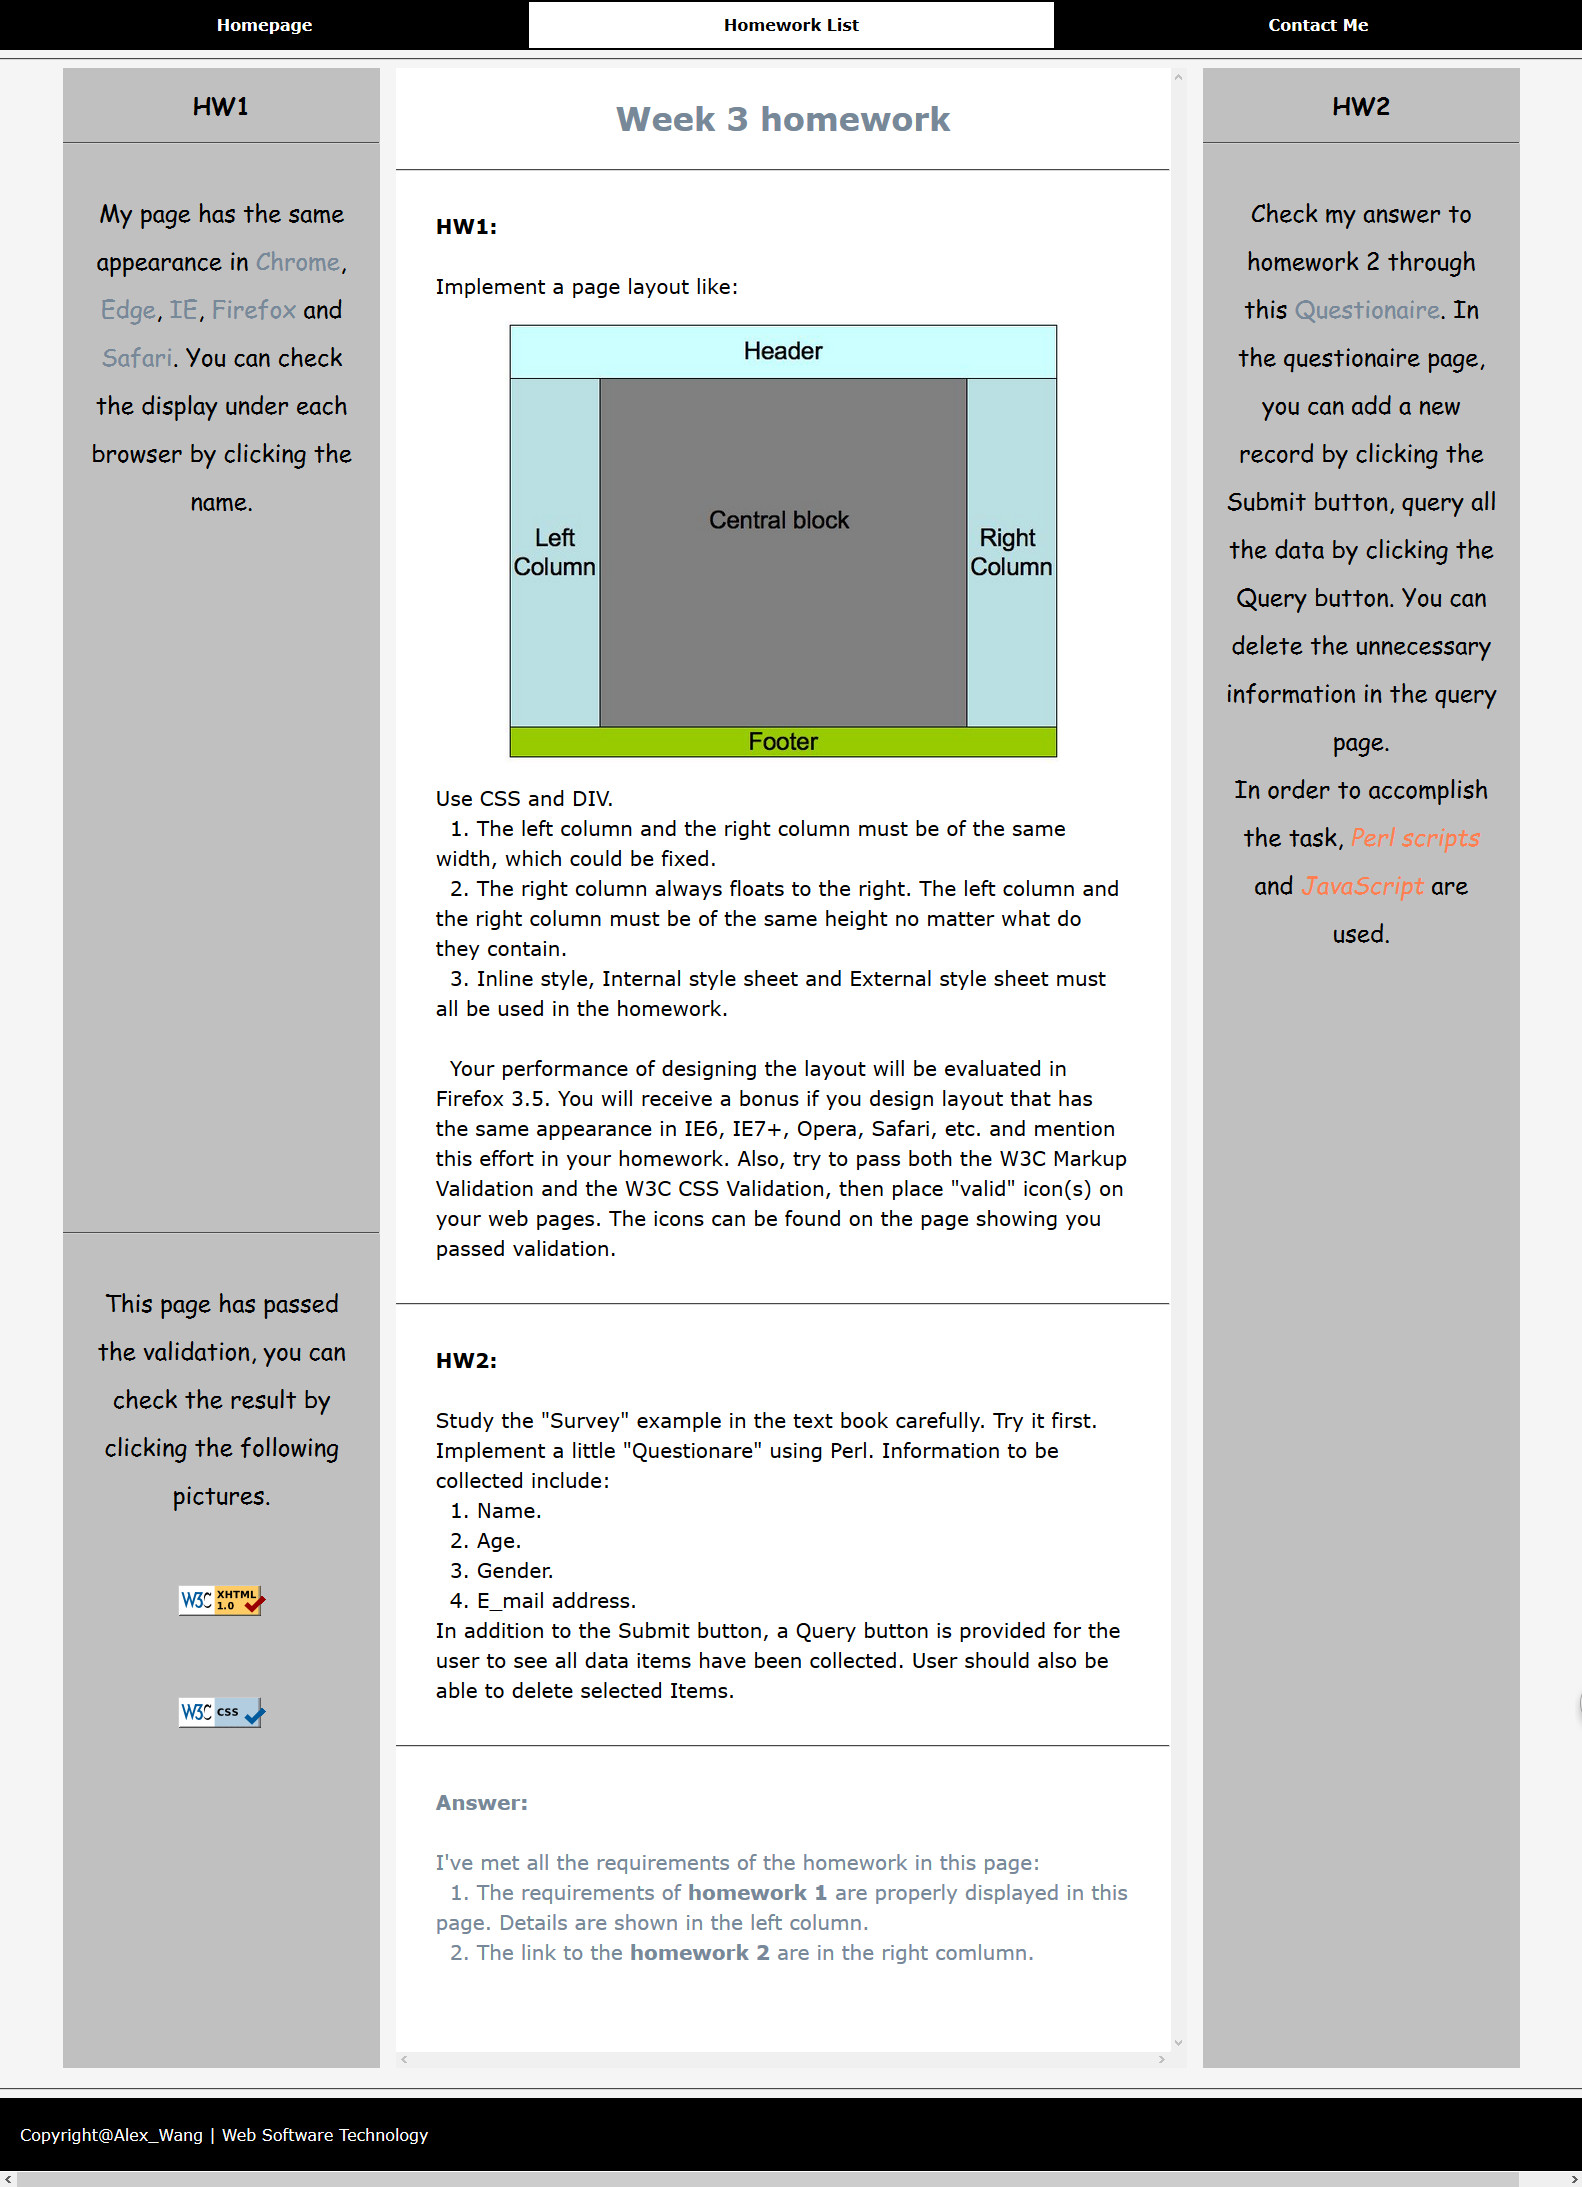 Homepage
Homework List
Contact Me
HW1
My page has the same
appearance in Chrome,
Edge, IE, Firefox and
Safari. You can check
the display under each
browser by clicking the
name.
This page has passed
the validation, you can
check the result by
clicking the following
pictures.
W3C XHTML 1.0
W3C css
Week 3 homework
HW1:
Implement a page layout like:
Header
Left
Column
Central block
Right
Column
Footer
Use CSS and DIV.
1. The left column and the right column must be of the same
width, which could be fixed.
2. The right column always floats to the right. The left column and
the right column must be of the same height no matter what do
they contain.
3. Inline style, Internal style sheet and External style sheet must
all be used in the homework.
Your performance of designing the layout will be evaluated in
Firefox 3.5. You will receive a bonus if you design layout that has
the same appearance in IE6, IE7+, Opera, Safari, etc. and mention
this effort in your homework. Also, try to pass both the W3C Markup
Validation and the W3C CSS Validation, then place "valid" icon(s) on
your web pages. The icons can be found on the page showing you
passed validation.
HW2:
Study the "Survey" example in the text book carefully. Try it first.
Implement a little "Questionare" using Perl. Information to be
collected include:
1. Name.
2. Age.
3. Gender.
4. E_mail address.
In addition to the Submit button, a Query button is provided for the
user to see all data items have been collected. User should also be
able to delete selected Items.
Answer:
I've met all the requirements of the homework in this page:
1. The requirements of homework 1 are properly displayed in this
page. Details are shown in the left column.
2. The link to the homework 2 are in the right comlumn.
HW2
Check my answer to
homework 2 through
this Questionaire. In
the questionaire page,
you can add a new
record by clicking the
Submit button, query all
the data by clicking the
Query button. You can
delete the unnecessary
information in the query
page.
In order to accomplish
the task, Perl scripts
and JavaScript are
used.
Copyright@Alex_Wang | Web Software Technology